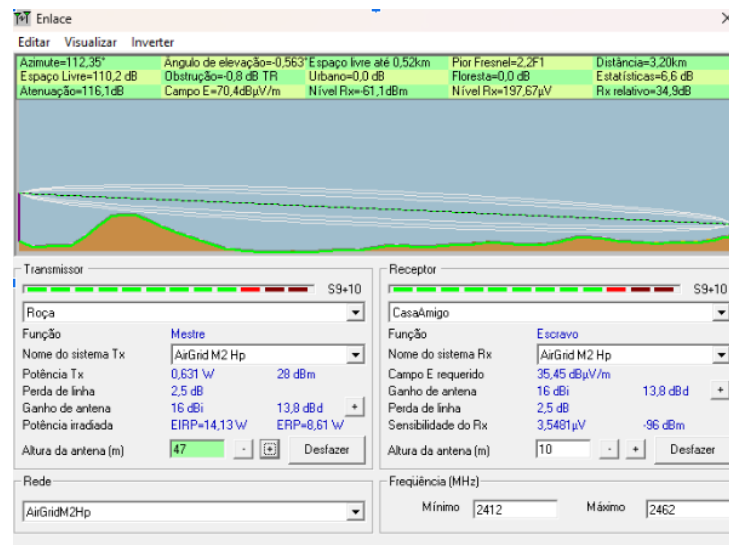 Enlace
Editar Visualizar Inverter
Azimute=112,35° Ângulo de elevação=-0,563° Espaço livre até 0,52km Pior Fresnel=2,2F1 Distância=3,20km
Espaço Livre=110,2 dB Obstrução=-0,8 dB TR Urbano=0,0 dB Floresta=0,0 dB Estatísticas=6,6 dB
Atenuação=116,1dB Campo E=70,4dBµV/m Nível Rx=-61,1dBm Nível Rx=197,67µV Rx relativo=34,9dB
Transmissor
S9+10
Roça
Função Mestre
Nome do sistema Tx AirGrid M2 Hp
Potência Tx 0,631 W 28 dBm
Perda de linha 2,5 dB
Ganho de antena 16 dBi 13,8 dBd +
Potência irradiada EIRP=14,13 W ERP=8,61 W
Altura da antena (m) 47 - + Desfazer
Rede
AirGridM2Hp
Receptor
S9+10
CasaAmigo
Função Escravo
Nome do sistema Rx AirGrid M2 Hp
Campo E requerido 35,45 dBµV/m
Ganho de antena 16 dBi 13,8 dBd +
Perda de linha 2,5 dB
Sensibilidade do Rx 3,5481µV -96 dBm
Altura da antena (m) 10 - + Desfazer
Freqüência (MHz)
Mínimo 2412 Máximo 2462